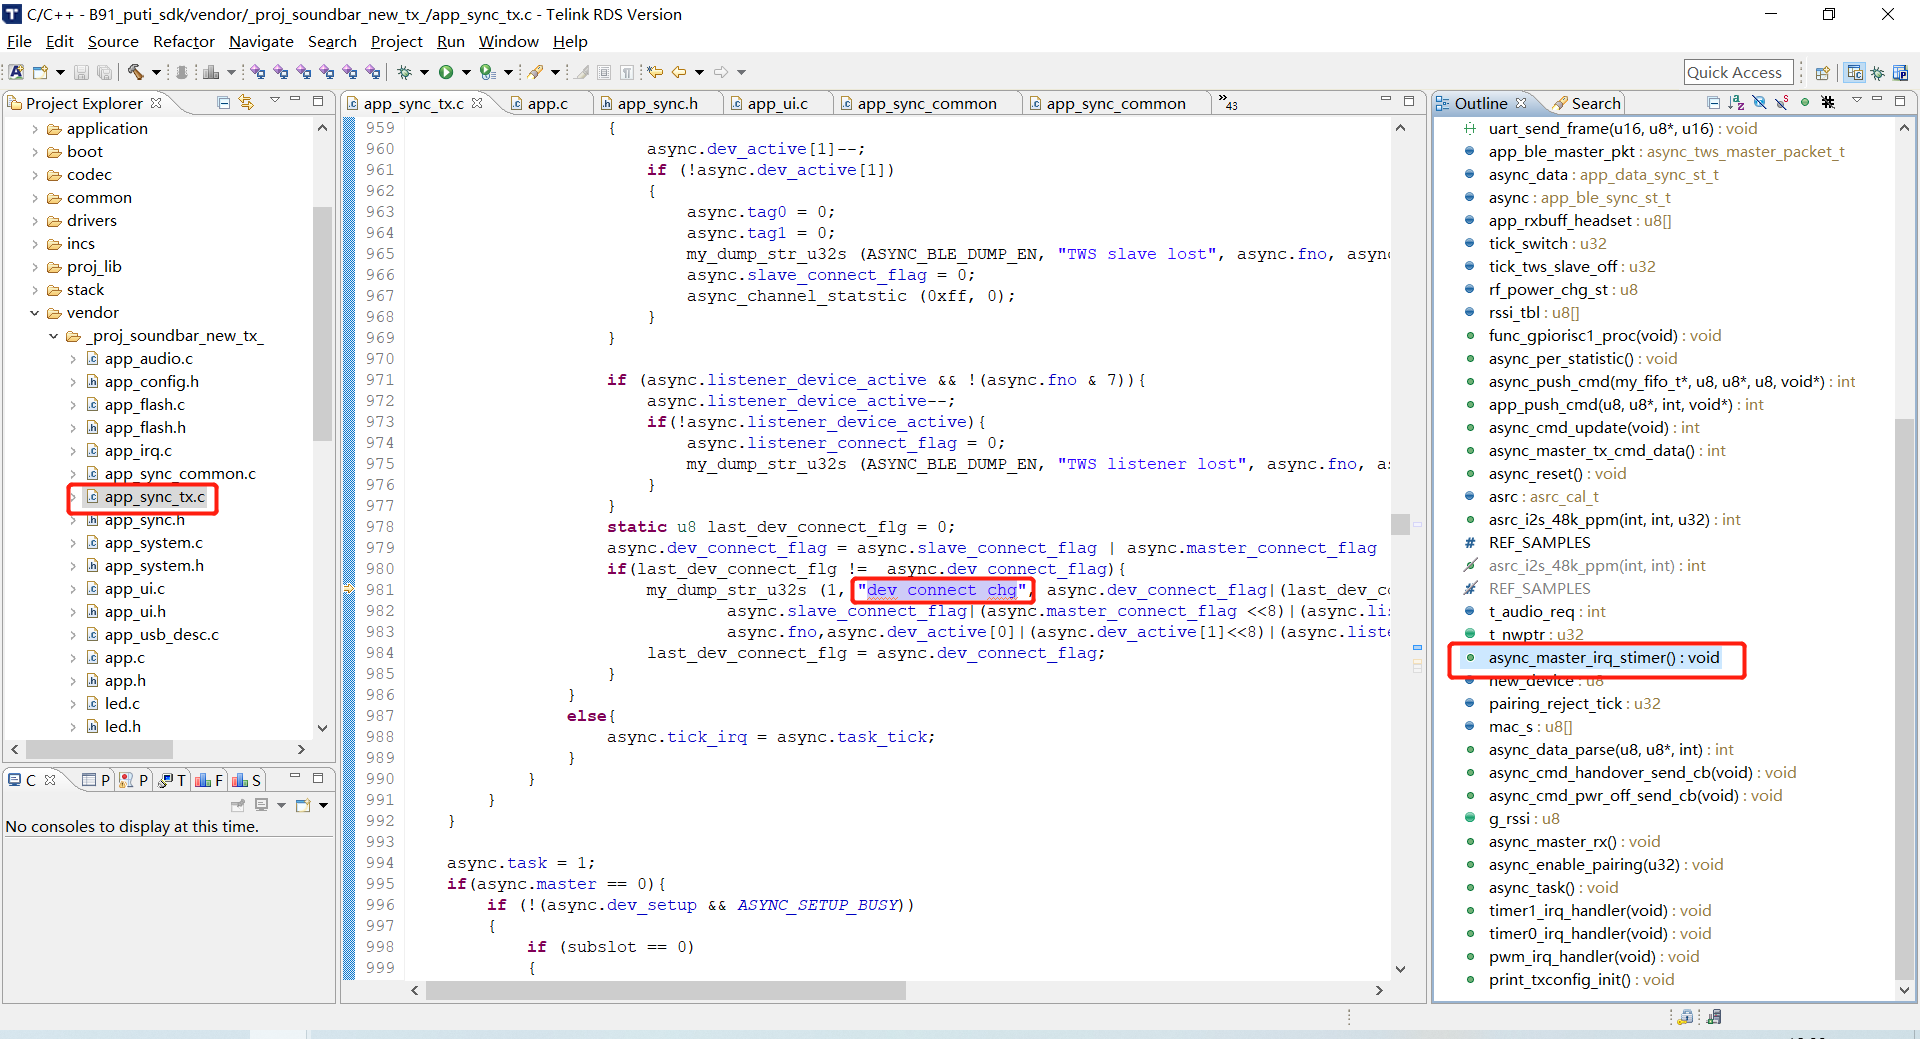 C/C++ - B91_puti_sdk/vendor/_proj_soundbar_new_tx_/app_sync_tx.c - Telink RDS Version
File Edit Source Refactor Navigate Search Project Run Window Help
Quick Access
Project Explorer
application
boot
codec
common
drivers
incs
proj_lib
stack
vendor
_proj_soundbar_new_tx_
app_audio.c
app_config.h
app_flash.c
app_flash.h
app_irq.c
app_sync_common.c
app_sync_tx.c
app_sync.h
app_system.c
app_system.h
app_ui.c
app_ui.h
app_usb_desc.c
app.c
app.h
led.c
led.h
C P P T F S
No consoles to display at this time.
app_sync_tx.c app.c app_sync.h app_ui.c app_sync_common app_sync_common »43
959 {
960 async.dev_active[1]--;
961 if (!async.dev_active[1])
962 {
963 async.tag0 = 0;
964 async.tag1 = 0;
965 my_dump_str_u32s (ASYNC_BLE_DUMP_EN, "TWS slave lost", async.fno, async
966 async.slave_connect_flag = 0;
967 async_channel_statstic (0xff, 0);
968 }
969 }
970
971 if (async.listener_device_active && !(async.fno & 7)){
972 async.listener_device_active--;
973 if(!async.listener_device_active){
974 async.listener_connect_flag = 0;
975 my_dump_str_u32s (ASYNC_BLE_DUMP_EN, "TWS listener lost", async.fno, as
976 }
977 }
978 static u8 last_dev_connect_flg = 0;
979 async.dev_connect_flag = async.slave_connect_flag | async.master_connect_flag
980 if(last_dev_connect_flg != async.dev_connect_flag){
981 my_dump_str_u32s (1, "dev connect chg", async.dev_connect_flag|(last_dev_co
982 async.slave_connect_flag|(async.master_connect_flag <<8)|(async.lis
983 async.fno,async.dev_active[0]|(async.dev_active[1]<<8)|(async.liste
984 last_dev_connect_flg = async.dev_connect_flag;
985 }
986 }
987 else{
988 async.tick_irq = async.task_tick;
989 }
990 }
991 }
992 }
993
994 async.task = 1;
995 if(async.master == 0){
996 if (!(async.dev_setup && ASYNC_SETUP_BUSY))
997 {
998 if (subslot == 0)
999 {
Outline Search
uart_send_frame(u16, u8*, u16) : void
app_ble_master_pkt : async_tws_master_packet_t
async_data : app_data_sync_st_t
async : app_ble_sync_st_t
app_rxbuff_headset : u8[]
tick_switch : u32
tick_tws_slave_off : u32
rf_power_chg_st : u8
rssi_tbl : u8[]
func_gpiorisc1_proc(void) : void
async_per_statistic() : void
async_push_cmd(my_fifo_t*, u8, u8*, u8, void*) : int
app_push_cmd(u8, u8*, int, void*) : int
async_cmd_update(void) : int
async_master_tx_cmd_data() : int
async_reset() : void
asrc : asrc_cal_t
asrc_i2s_48k_ppm(int, int, u32) : int
REF_SAMPLES
asrc_i2s_48k_ppm(int, int) : int
REF_SAMPLES
t_audio_req : int
t_nwptr : u32
async_master_irq_stimer() : void
new_device : u8
pairing_reject_tick : u32
mac_s : u8[]
async_data_parse(u8, u8*, int) : int
async_cmd_handover_send_cb(void) : void
async_cmd_pwr_off_send_cb(void) : void
g_rssi : u8
async_master_rx() : void
async_enable_pairing(u32) : void
async_task() : void
timer1_irq_handler(void) : void
timer0_irq_handler(void) : void
pwm_irq_handler(void) : void
print_txconfig_init() : void